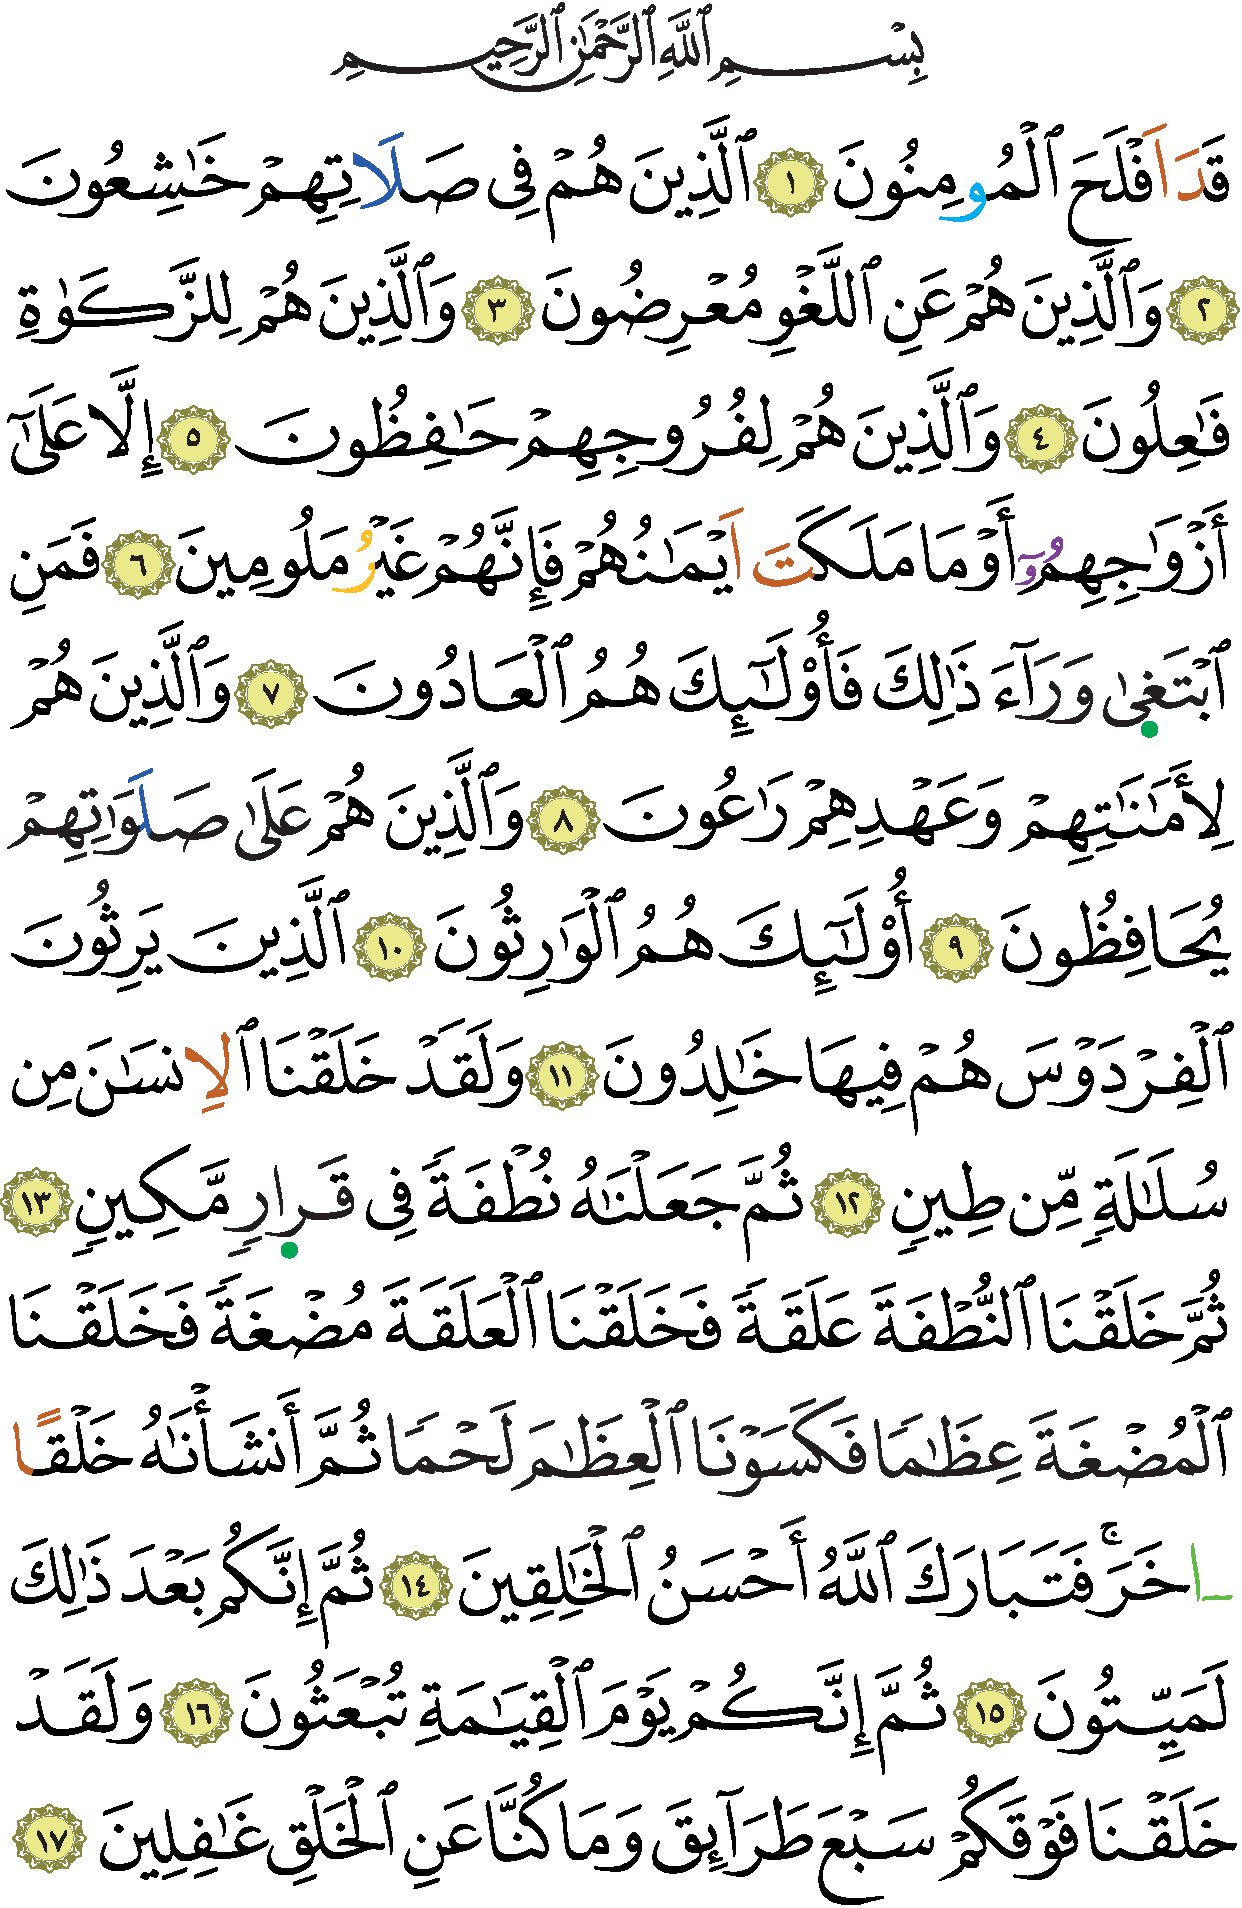 بِسْمِ ٱللَّهِ ٱلرَّحْمَٰنِ ٱلرَّحِيمِ
قَدَ اَفْلَحَ ٱلْمُومِنُونَ ١ ٱلَّذِينَ هُمْ فِى صَلَاتِهِمْ خَٰشِعُونَ
٢ وَٱلَّذِينَ هُمْ عَنِ ٱللَّغْوِ مُعْرِضُونَ ٣ وَٱلَّذِينَ هُمْ لِلزَّكَوٰةِ
فَٰعِلُونَ ٤ وَٱلَّذِينَ هُمْ لِفُرُوجِهِمْ حَٰفِظُونَ ٥ إِلَّا عَلَىٰٓ
أَزْوَٰجِهِمُۥٓ أَوْ مَا مَلَكَتَ اَيْمَٰنُهُمْ فَإِنَّهُمْ غَيْرُ مَلُومِينَ ٦ فَمَنِ
ٱبْتَغ۪ىٰ وَرَآءَ ذَٰلِكَ فَأُوْلَٰٓئِكَ هُمُ ٱلْعَادُونَ ٧ وَٱلَّذِينَ هُمْ
لِأَمَٰنَٰتِهِمْ وَعَهْدِهِمْ رَٰعُونَ ٨ وَٱلَّذِينَ هُمْ عَلَىٰ صَلَوَٰتِهِمْ
يُحَافِظُونَ ٩ أُوْلَٰٓئِكَ هُمُ ٱلْوَٰرِثُونَ ١٠ ٱلَّذِينَ يَرِثُونَ
ٱلْفِرْدَوْسَ هُمْ فِيهَا خَٰلِدُونَ ١١ وَلَقَدْ خَلَقْنَا ٱلِانسَٰنَ مِن
سُلَٰلَةٍ مِّن طِينٍ ١٢ ثُمَّ جَعَلْنَٰهُ نُطْفَةً فِى قَر۪ارٍ مَّكِينٍ ١٣
ثُمَّ خَلَقْنَا ٱلنُّطْفَةَ عَلَقَةً فَخَلَقْنَا ٱلْعَلَقَةَ مُضْغَةً فَخَلَقْنَا
ٱلْمُضْغَةَ عِظَٰمًا فَكَسَوْنَا ٱلْعِظَٰمَ لَحْمًا ثُمَّ أَنشَأْنَٰهُ خَلْقًا
ـاخَرَۚ فَتَبَارَكَ ٱللَّهُ أَحْسَنُ ٱلْخَٰلِقِينَ ١٤ ثُمَّ إِنَّكُم بَعْدَ ذَٰلِكَ
لَمَيِّتُونَ ١٥ ثُمَّ إِنَّكُمْ يَوْمَ ٱلْقِيَٰمَةِ تُبْعَثُونَ ١٦ وَلَقَدْ
خَلَقْنَا فَوْقَكُمْ سَبْعَ طَرَآئِقَ وَمَا كُنَّا عَنِ ٱلْخَلْقِ غَٰفِلِينَ ١٧